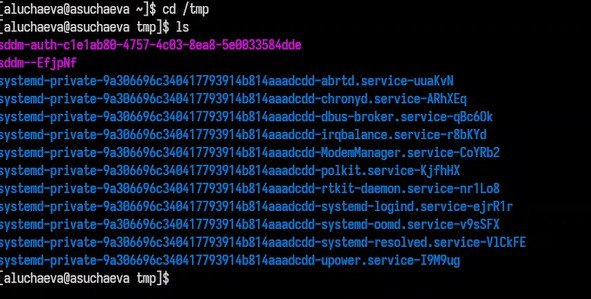 [aluchaeva@asuchaeva ~]$ cd /tmp
[aluchaeva@asuchaeva tmp]$ ls
sddm-auth-c1e1ab80-4757-4c03-8ea8-5e0033584dde
sddm--EfjpNf
systemd-private-9a306696c340417793914b814aaadcdd-abrtd.service-uuaKvN
systemd-private-9a306696c340417793914b814aaadcdd-chronyd.service-ARhXEq
systemd-private-9a306696c340417793914b814aaadcdd-dbus-broker.service-qBc6Ok
systemd-private-9a306696c340417793914b814aaadcdd-irqbalance.service-r8bKYd
systemd-private-9a306696c340417793914b814aaadcdd-ModemManager.service-CoYRb2
systemd-private-9a306696c340417793914b814aaadcdd-polkit.service-KjfhHX
systemd-private-9a306696c340417793914b814aaadcdd-rtkit-daemon.service-nr1Lo8
systemd-private-9a306696c340417793914b814aaadcdd-systemd-logind.service-ejrR1r
systemd-private-9a306696c340417793914b814aaadcdd-systemd-oomd.service-v9sSFX
systemd-private-9a306696c340417793914b814aaadcdd-systemd-resolved.service-VlCkFE
systemd-private-9a306696c340417793914b814aaadcdd-upower.service-I9M9ug
[aluchaeva@asuchaeva tmp]$